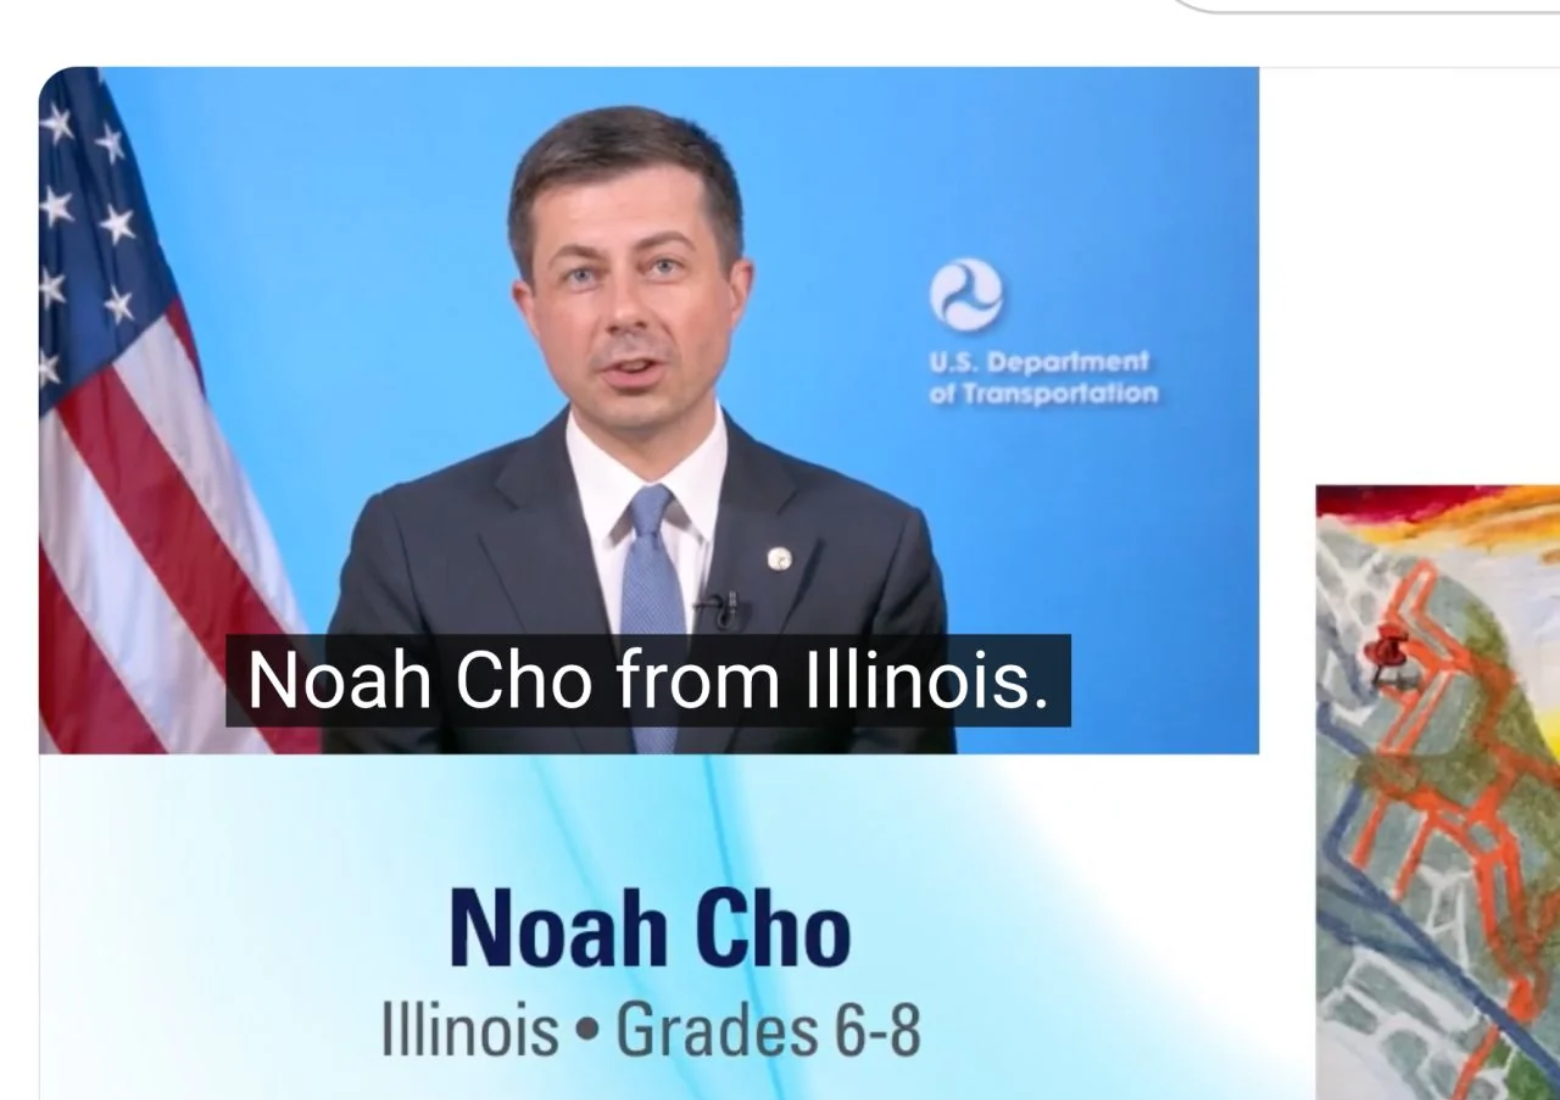 U.S. Department
of Transportation
Noah Cho from Illinois.
Noah Cho
Illinois • Grades 6-8